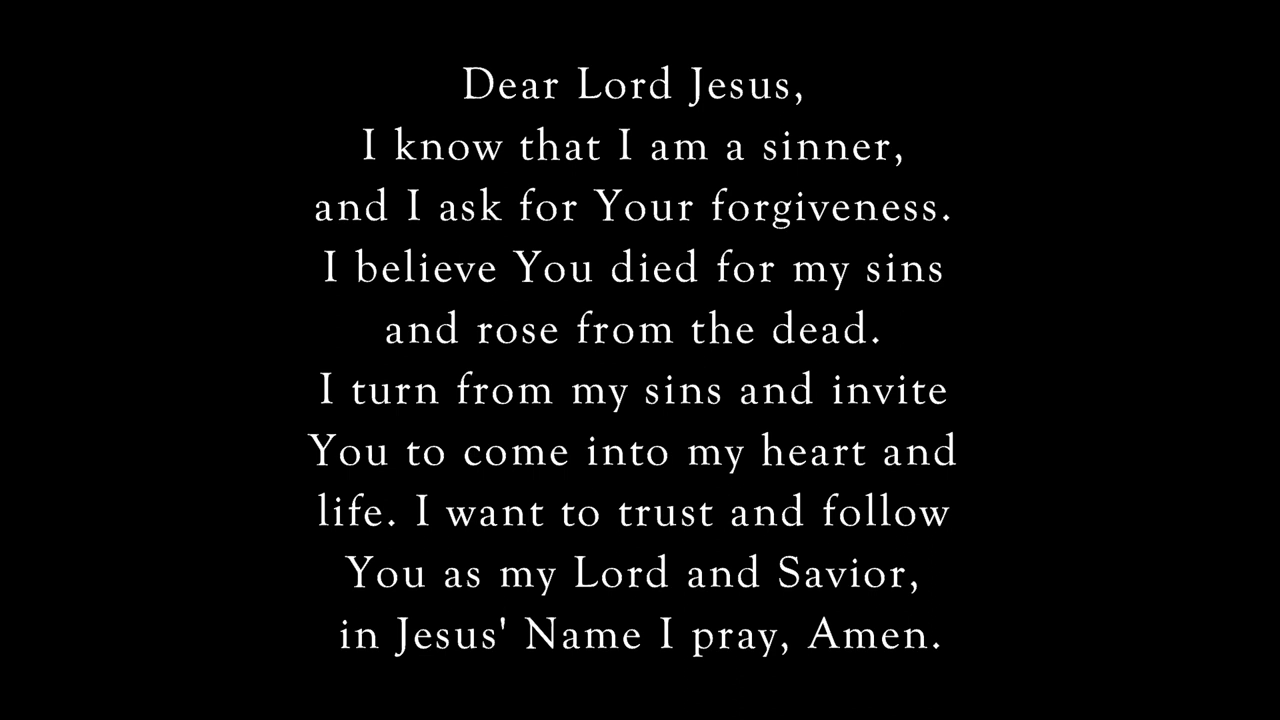 Dear Lord Jesus,
I know that I am a sinner,
and I ask for Your forgiveness.
I believe You died for my sins
and rose from the dead.
I turn from my sins and invite
You to come into my heart and
life. I want to trust and follow
You as my Lord and Savior,
in Jesus' Name I pray, Amen.